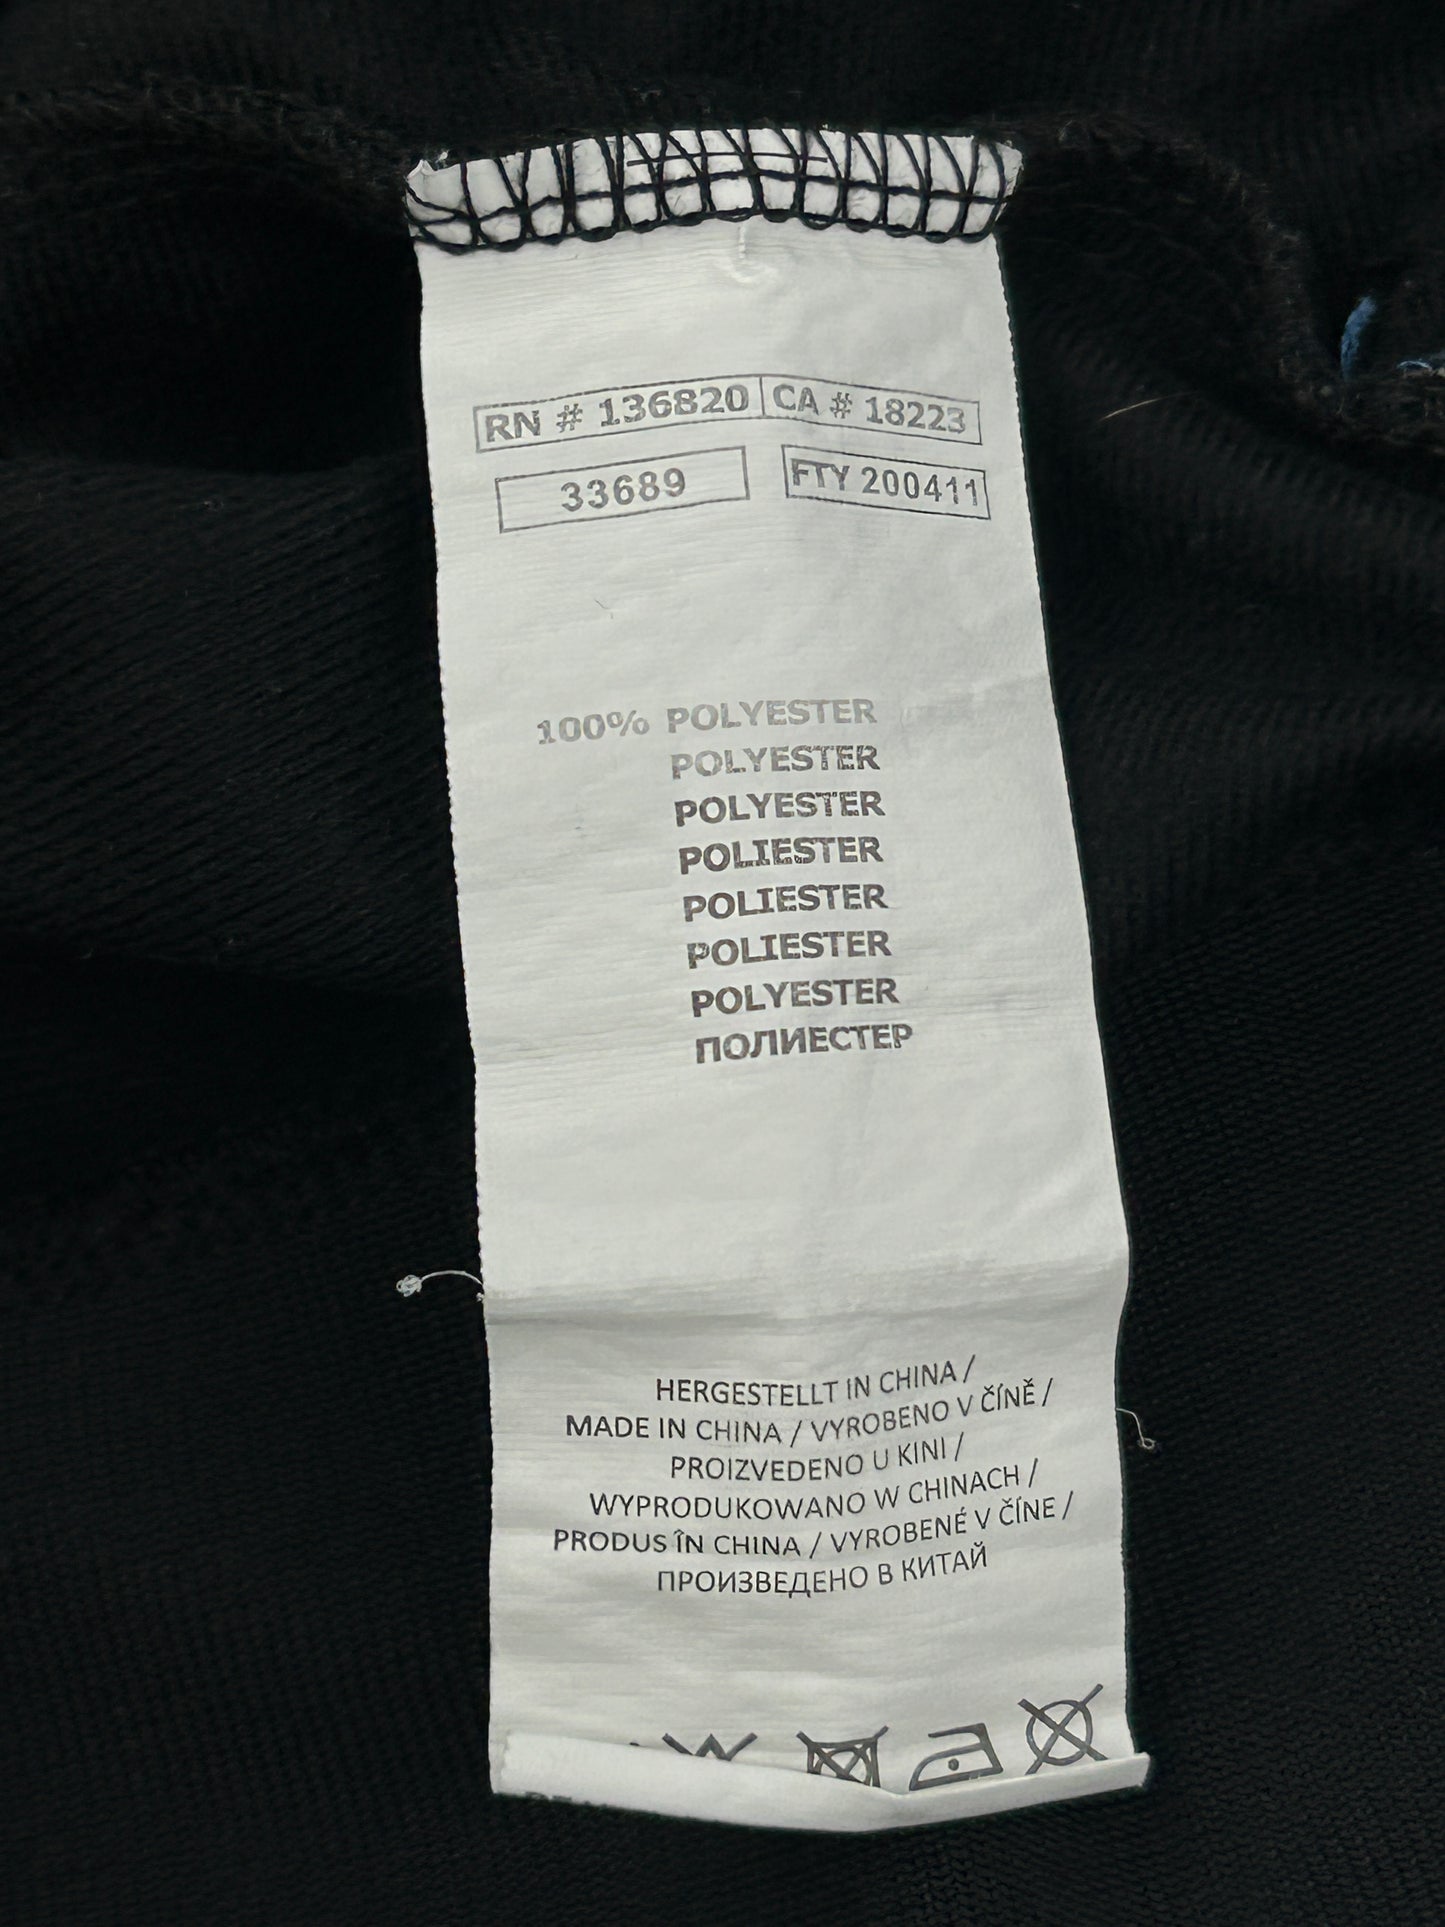 RN # 136820 CA # 18223
33689 FTY 200411
100% POLYESTER
POLYESTER
POLYESTER
POLIESTER
POLIESTER
POLIESTER
POLYESTER
ПОЛИЕСТЕР
HERGESTELLT IN CHINA /
MADE IN CHINA / VYROBENO V ČÍNĚ /
PROIZVEDENO U KINI /
WYPRODUKOWANO W CHINACH /
PRODUS ÎN CHINA / VYROBENÉ V ČÍNE /
ПРОИЗВЕДЕНО В КИТАЙ